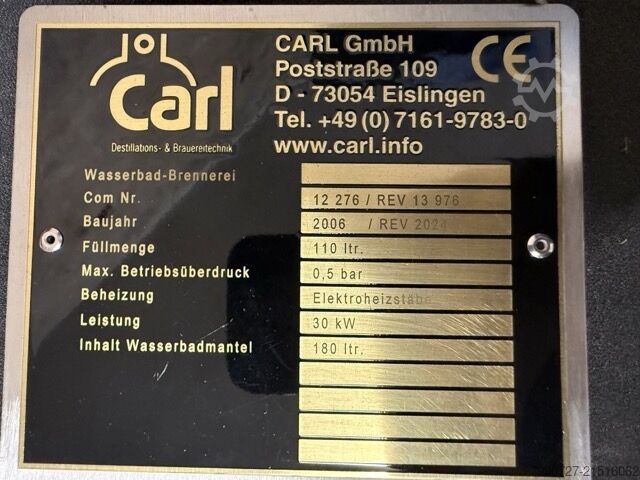 carl
Destillations- & Brauereitechnik
CARL GmbH
Poststraße 109
D - 73054 Eislingen
Tel. +49 (0) 7161-9783-0
www.carl.info
CE
Wasserbad-Brennerei
Com Nr. 12 276 / REV 13 976
Baujahr 2006 / REV 2024
Füllmenge 110 ltr.
Max. Betriebsüberdruck 0,5 bar
Beheizung Elektroheizstäbe
Leistung 30 kW
Inhalt Wasserbadmantel 180 ltr.